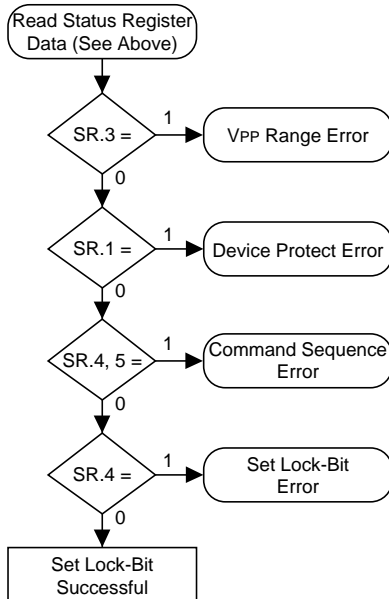 Read Status Register
Data (See Above)
SR.3 =
1
VPP Range Error
0
SR.1 =
1
Device Protect Error
0
SR.4, 5 =
1
Command Sequence
Error
0
SR.4 =
1
Set Lock-Bit
Error
0
Set Lock-Bit
Successful